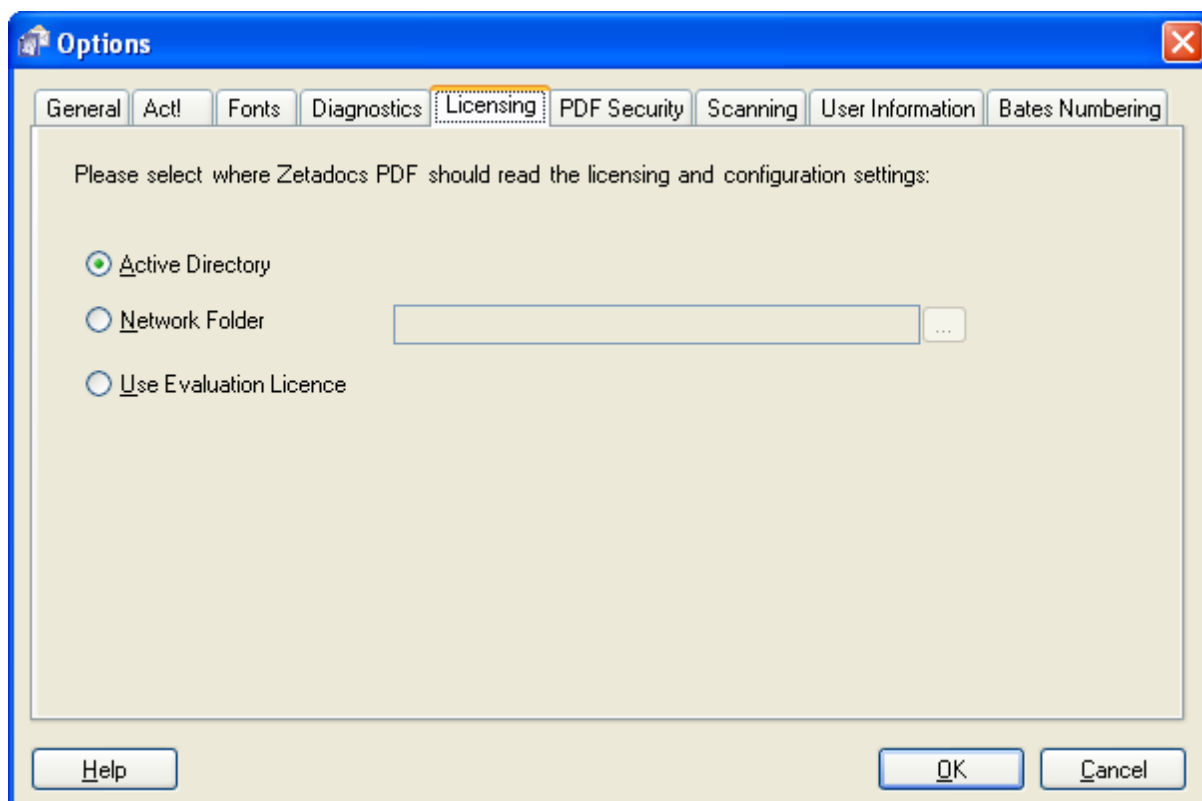 Options
General Act! Fonts Diagnostics Licensing PDF Security Scanning User Information Bates Numbering
Please select where Zetadocs PDF should read the licensing and configuration settings:
Active Directory
Network Folder ...
Use Evaluation Licence
Help OK Cancel